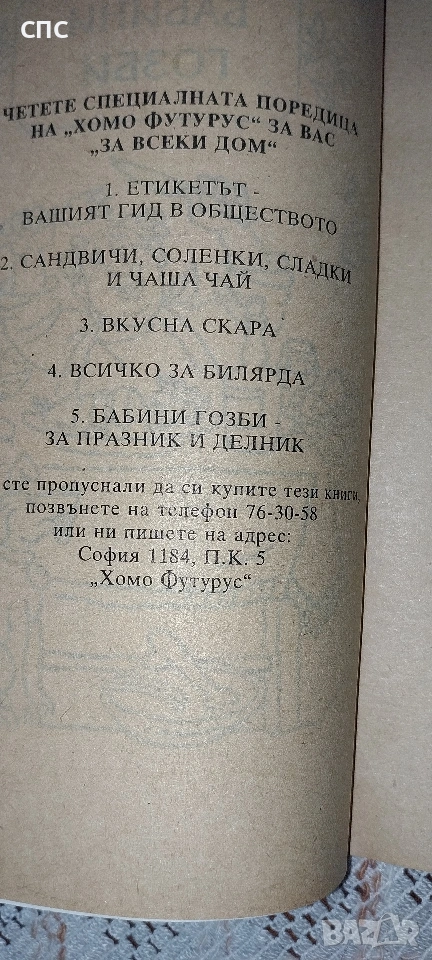 спс
ЧЕТЕТЕ СПЕЦИАЛНАТА ПОРЕДИЦА
НА „ХОМО ФУТУРУС“ ЗА ВАС
„ЗА ВСЕКИ ДОМ“
1. ЕТИКЕТЪТ -
ВАШИЯТ ГИД В ОБЩЕСТВОТО
2. САНДВИЧИ, СОЛЕНКИ, СЛАДКИ
И ЧАША ЧАЙ
3. ВКУСНА СКАРА
4. ВСИЧКО ЗА БИЛЯРДА
5. БАБИНИ ГОЗБИ -
ЗА ПРАЗНИК И ДЕЛНИК
сте пропуснали да си купите тези книги,
позвънете на телефон 76-30-58
или ни пишете на адрес:
София 1184, П.К. 5
„Хомо Футурус“
BAZAR